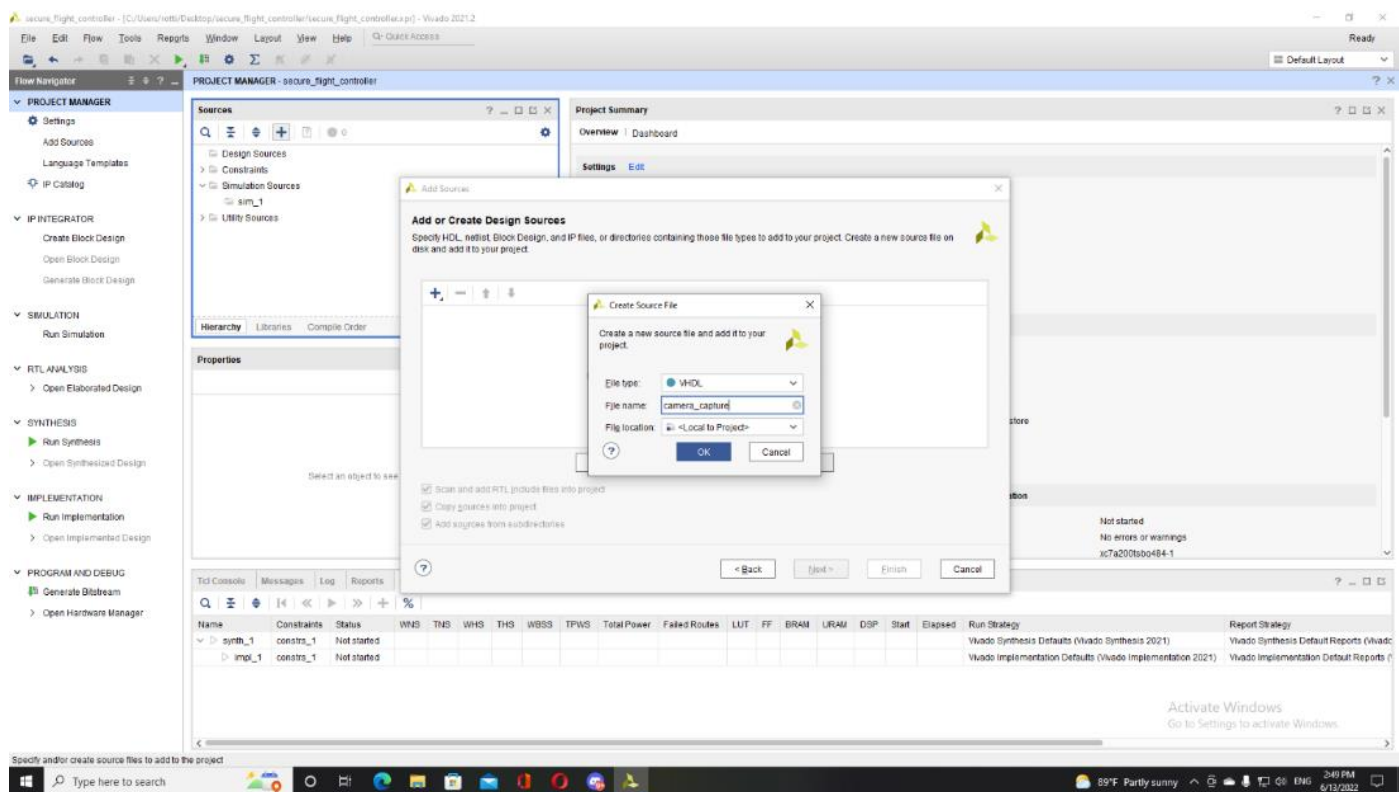 secure_flight_controller - [C:/Users/rotti/Desktop/secure_flight_controller/secure_flight_controller.xpr] - Vivado 2021.2
File Edit Flow Tools Reports Window Layout View Help Quick Access
Ready
Default Layout
Flow Navigator
PROJECT MANAGER - secure_flight_controller
PROJECT MANAGER
Settings
Add Sources
Language Templates
IP Catalog
IP INTEGRATOR
Create Block Design
Open Block Design
Generate Block Design
SIMULATION
Run Simulation
RTL ANALYSIS
Open Elaborated Design
SYNTHESIS
Run Synthesis
Open Synthesized Design
IMPLEMENTATION
Run Implementation
Open Implemented Design
PROGRAM AND DEBUG
Generate Bitstream
Open Hardware Manager
Sources
0
Design Sources
Constraints
Simulation Sources
sim_1
Utility Sources
Hierarchy Libraries Compile Order
Properties
Select an object to see
Project Summary
Overview | Dashboard
Settings Edit
Add Sources
Add or Create Design Sources
Specify HDL, netlist, Block Design, and IP files, or directories containing those file types to add to your project. Create a new source file on
disk and add it to your project.
Create Source File
Create a new source file and add it to your
project.
File type: VHDL
File name: camera_capture
File location: <Local to Project>
? OK Cancel
Scan and add RTL include files into project
Copy sources into project
Add sources from subdirectories
? < Back Next > Finish Cancel
Not started
No errors or warnings
xc7a200tsbg484-1
Tcl Console Messages Log Reports
Name Constraints Status WNS TNS WHS THS WBSS TPWS Total Power Failed Routes LUT FF BRAM URAM DSP Start Elapsed Run Strategy Report Strategy
synth_1 constrs_1 Not started Vivado Synthesis Defaults (Vivado Synthesis 2021) Vivado Synthesis Default Reports (Vivado
impl_1 constrs_1 Not started Vivado Implementation Defaults (Vivado Implementation 2021) Vivado Implementation Default Reports (
Activate Windows
Go to Settings to activate Windows.
Specify and/or create source files to add to the project
Type here to search
89°F Partly sunny ENG 2:49 PM
6/13/2022